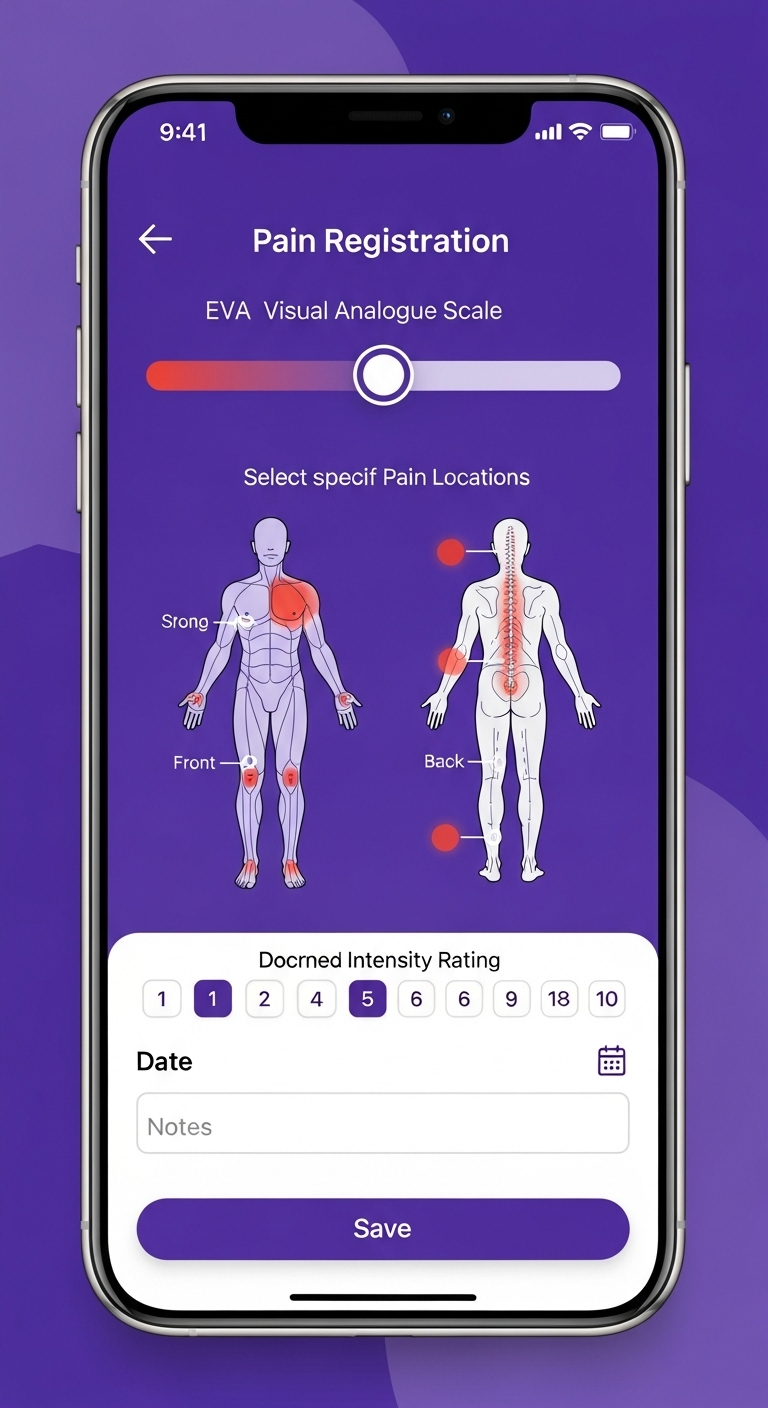 9:41
Pain Registration
EVA Visual Analogue Scale
Select specif Pain Locations
Srong
Front
Back
Docrned Intensity Rating
1 1 2 4 5 6 6 9 18 10
Date
Notes
Save